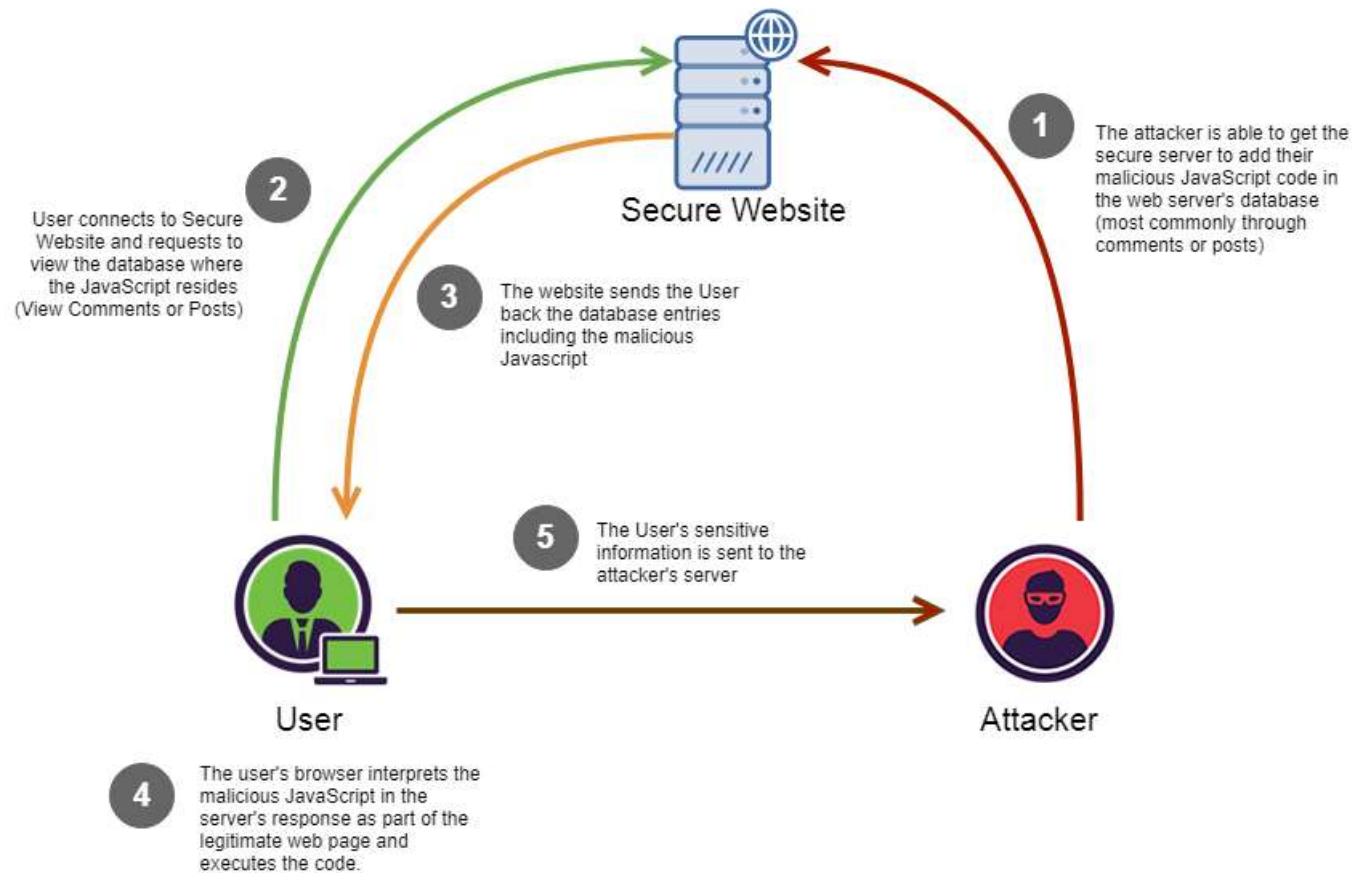 1
The attacker is able to get the
secure server to add their
malicious JavaScript code in
the web server's database
(most commonly through
comments or posts)
Secure Website
2
User connects to Secure
Website and requests to
view the database where
the JavaScript resides
(View Comments or Posts)
3
The website sends the User
back the database entries
including the malicious
Javascript
5
The User's sensitive
information is sent to the
attacker's server
User
Attacker
4
The user's browser interprets the
malicious JavaScript in the
server's response as part of the
legitimate web page and
executes the code.